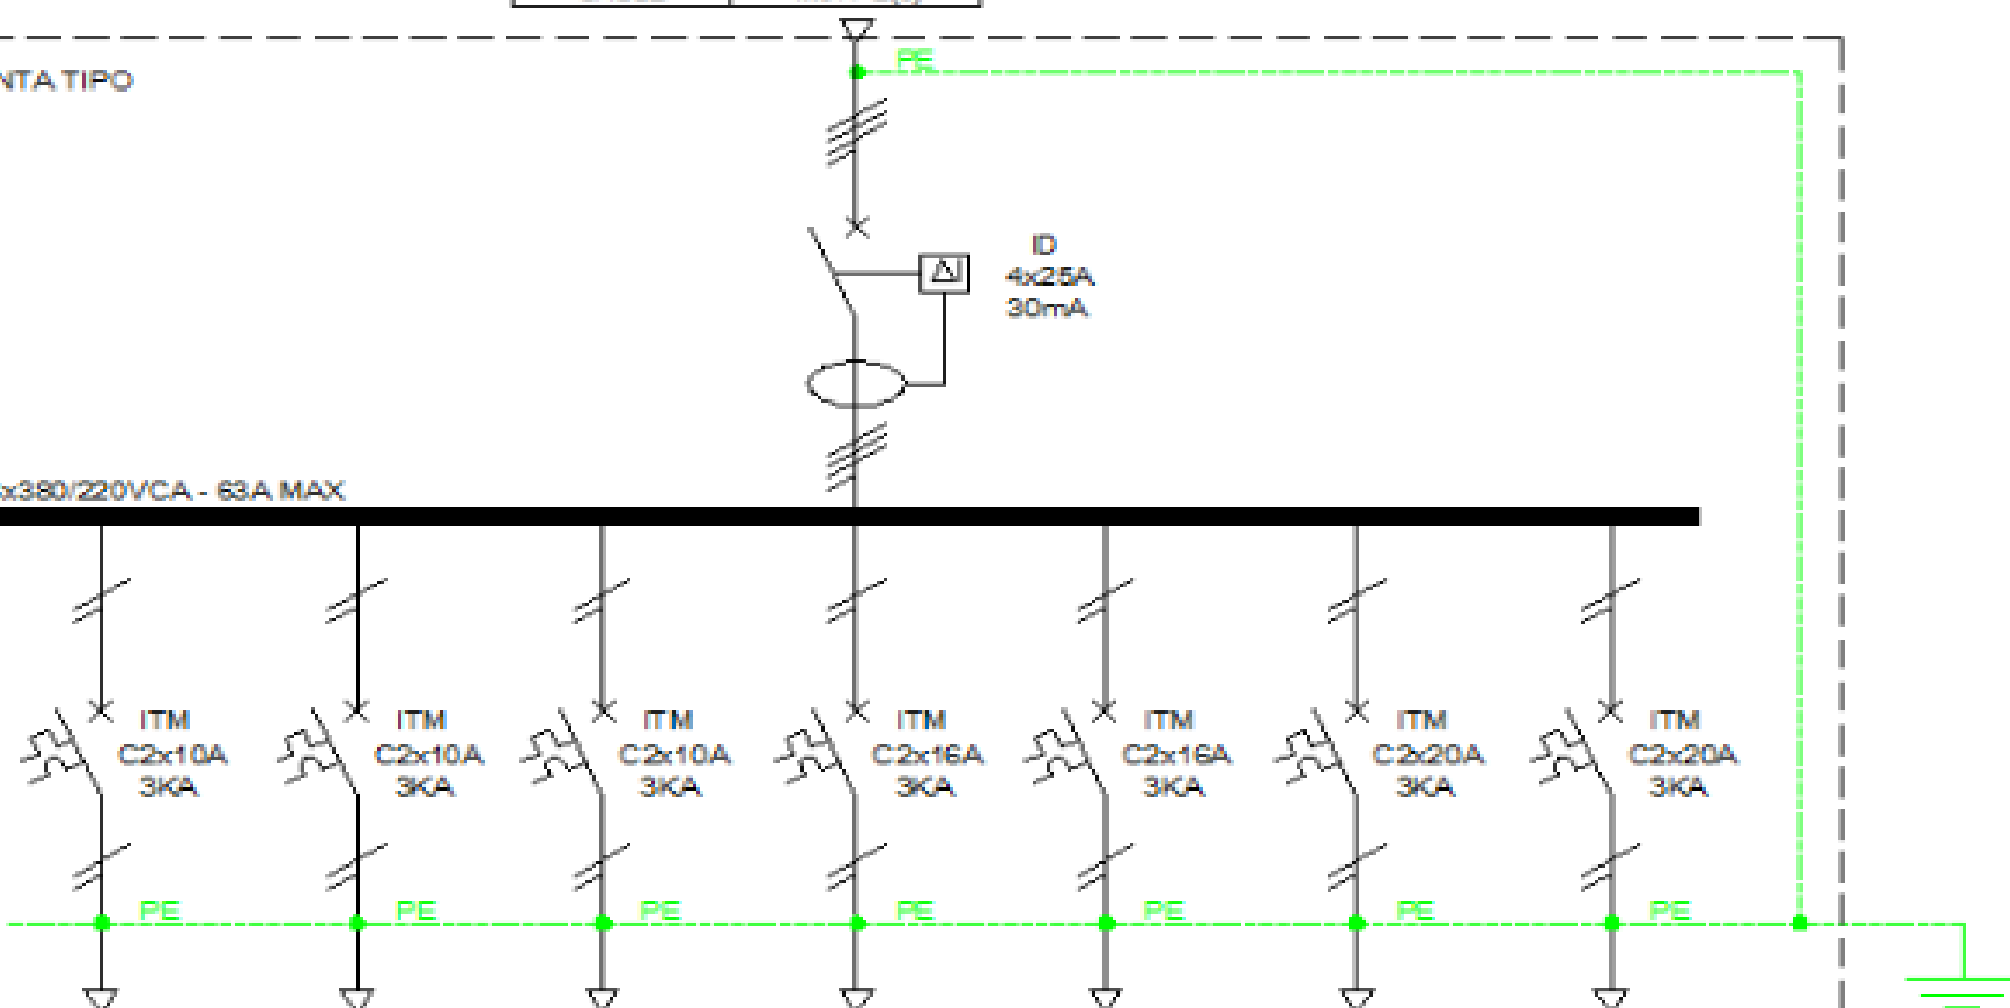 NTA TIPO
PE
ID
4x25A
30mA
x380/220VCA - 63A MAX
ITM
C2x10A
3KA
ITM
C2x10A
3KA
ITM
C2x10A
3KA
ITM
C2x16A
3KA
ITM
C2x16A
3KA
ITM
C2x20A
3KA
ITM
C2x20A
3KA
PE
PE
PE
PE
PE
PE
PE